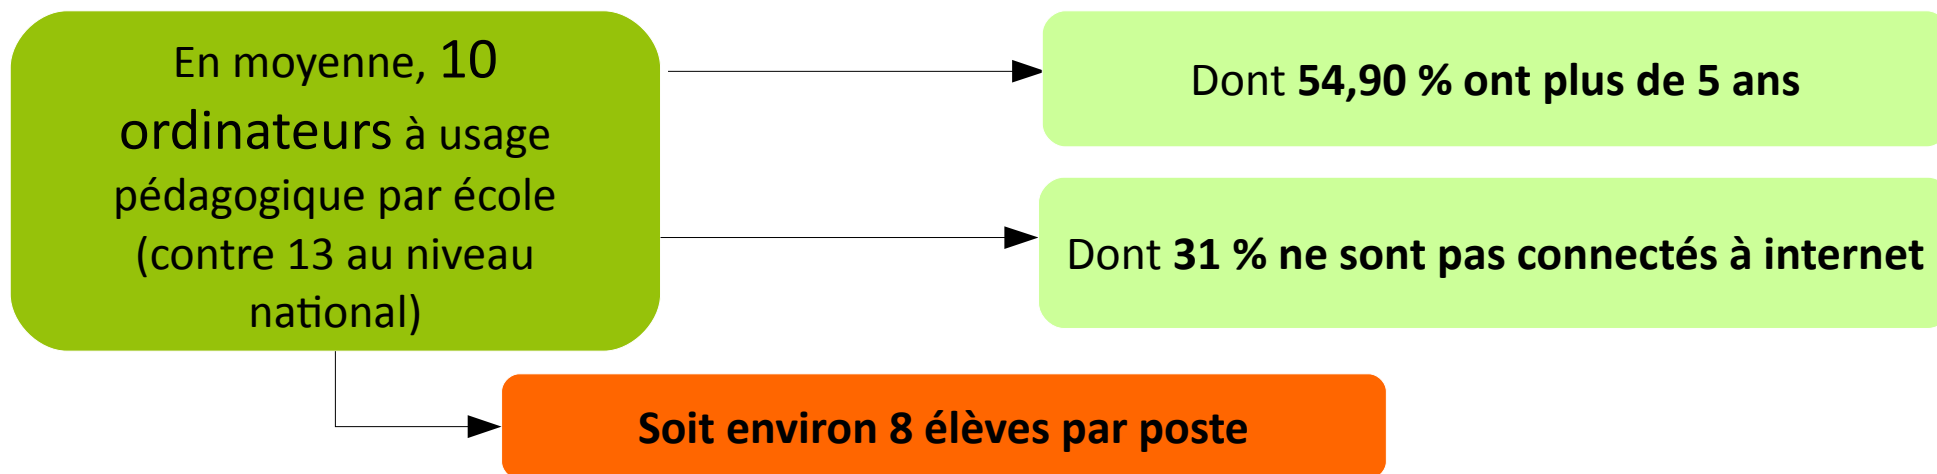 En moyenne, 10
ordinateurs à usage
pédagogique par école
(contre 13 au niveau
national)
Dont 54,90 % ont plus de 5 ans
Dont 31 % ne sont pas connectés à internet
Soit environ 8 élèves par poste